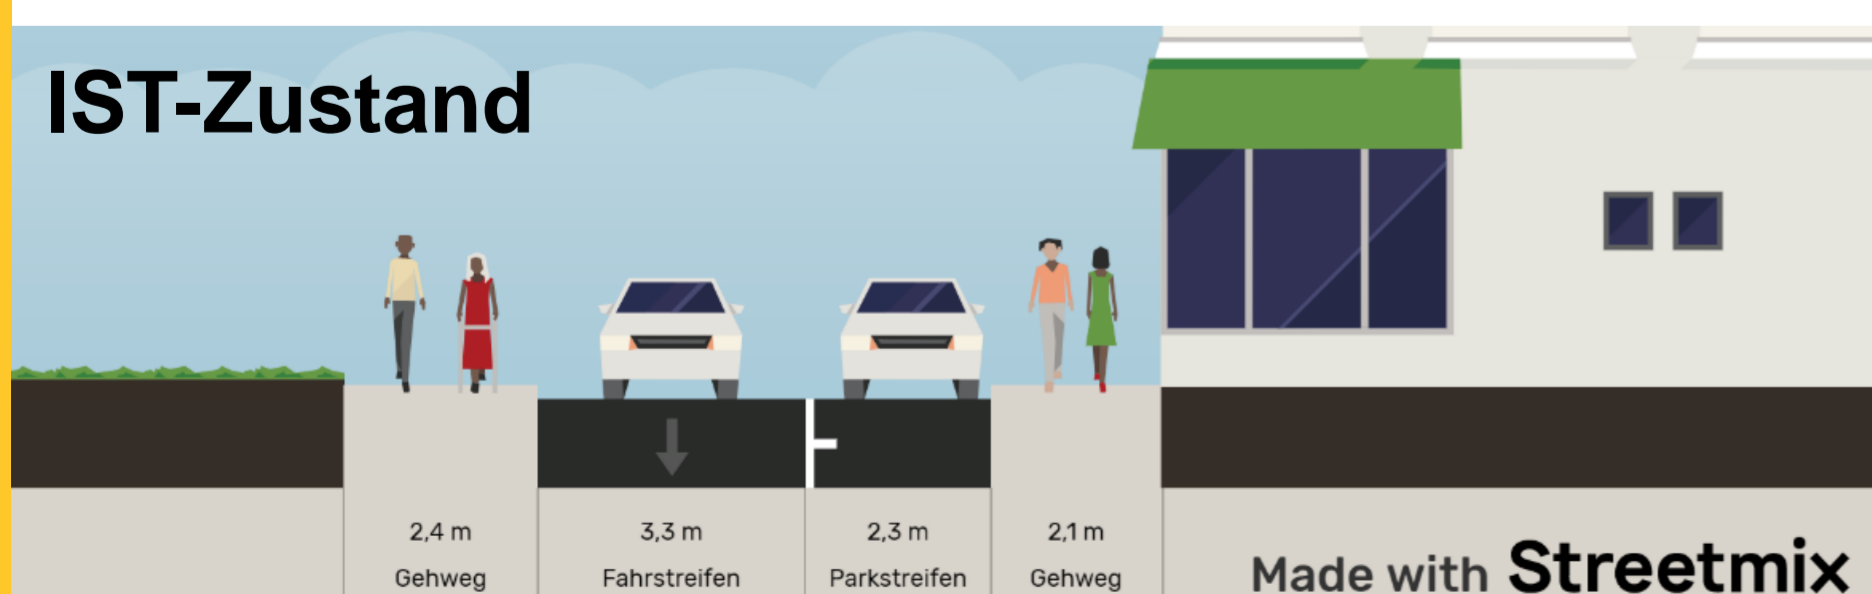 IST-Zustand
2,4 m
Gehweg
3,3 m
Fahrstreifen
2,3 m
Parkstreifen
2,1 m
Gehweg
Made with Streetmix